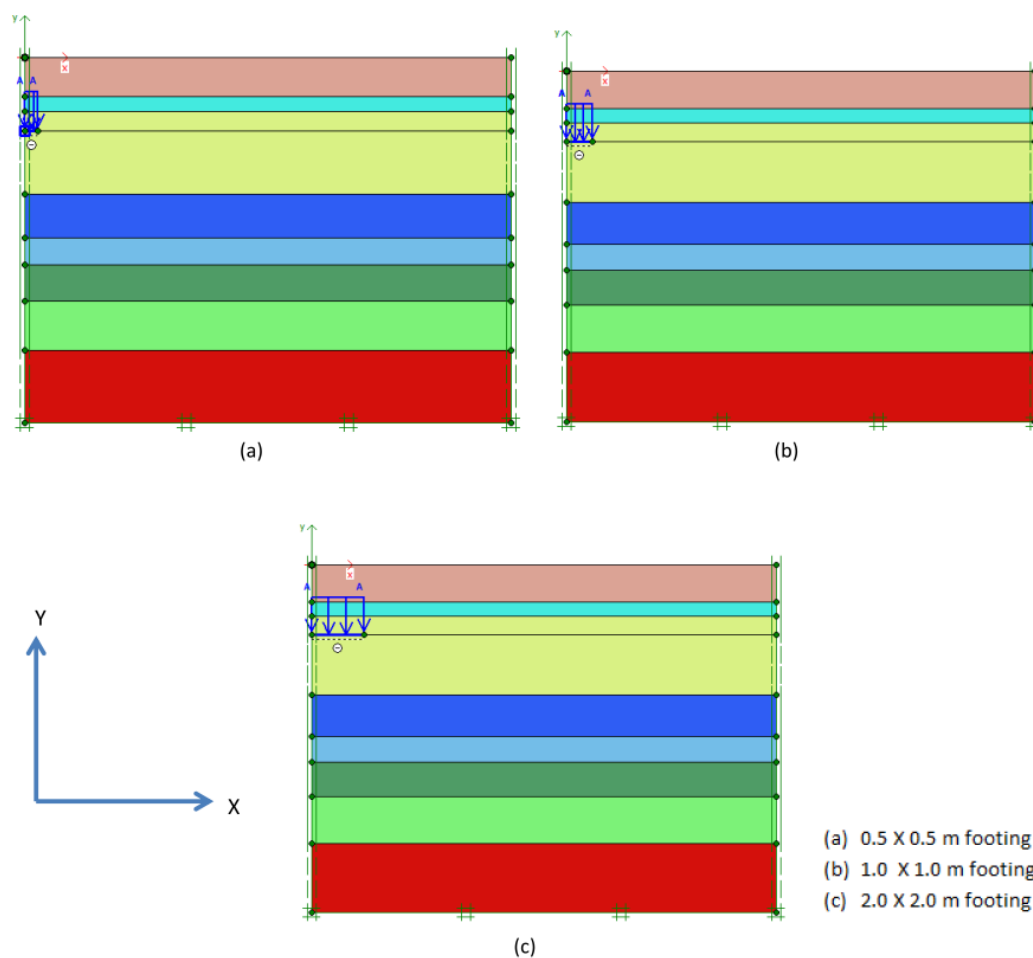 y
x
A A
(a)
y
x
A A
(b)
y
x
A A
(c)
Y
X
(a) 0.5 X 0.5 m footing
(b) 1.0 X 1.0 m footing
(c) 2.0 X 2.0 m footing